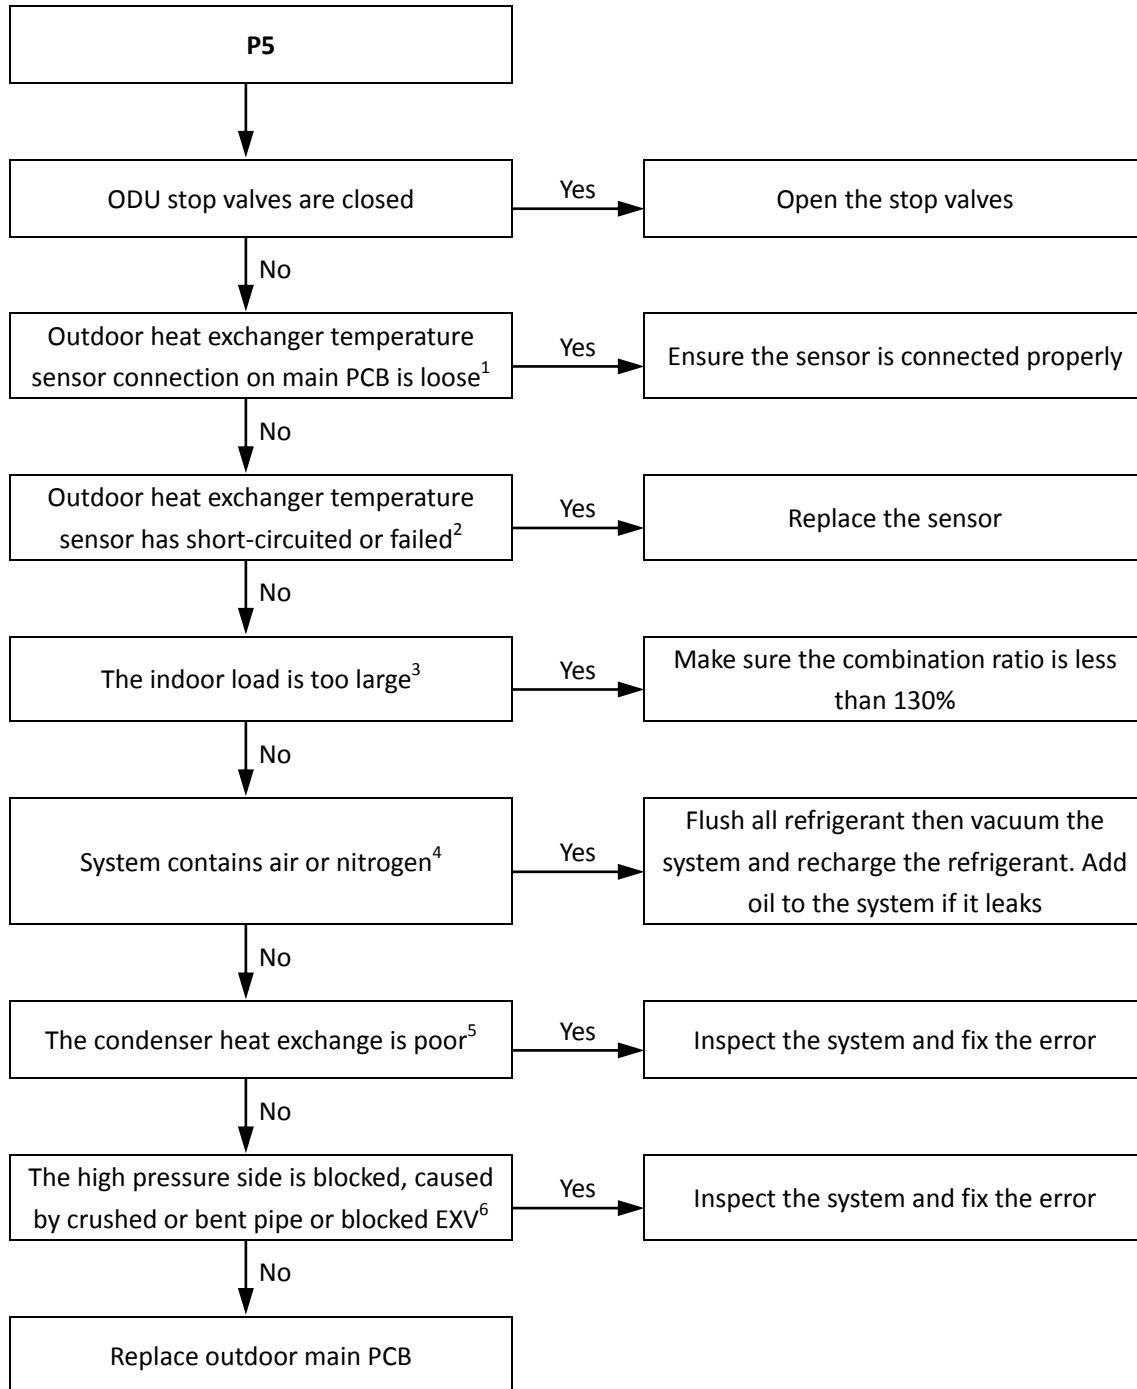 P5
ODU stop valves are closed
Yes
Open the stop valves
No
Outdoor heat exchanger temperature
sensor connection on main PCB is loose1
Yes
Ensure the sensor is connected properly
No
Outdoor heat exchanger temperature
sensor has short-circuited or failed2
Yes
Replace the sensor
No
The indoor load is too large3
Yes
Make sure the combination ratio is less
than 130%
No
System contains air or nitrogen4
Yes
Flush all refrigerant then vacuum the
system and recharge the refrigerant. Add
oil to the system if it leaks
No
The condenser heat exchange is poor5
Yes
Inspect the system and fix the error
No
The high pressure side is blocked, caused
by crushed or bent pipe or blocked EXV6
Yes
Inspect the system and fix the error
No
Replace outdoor main PCB